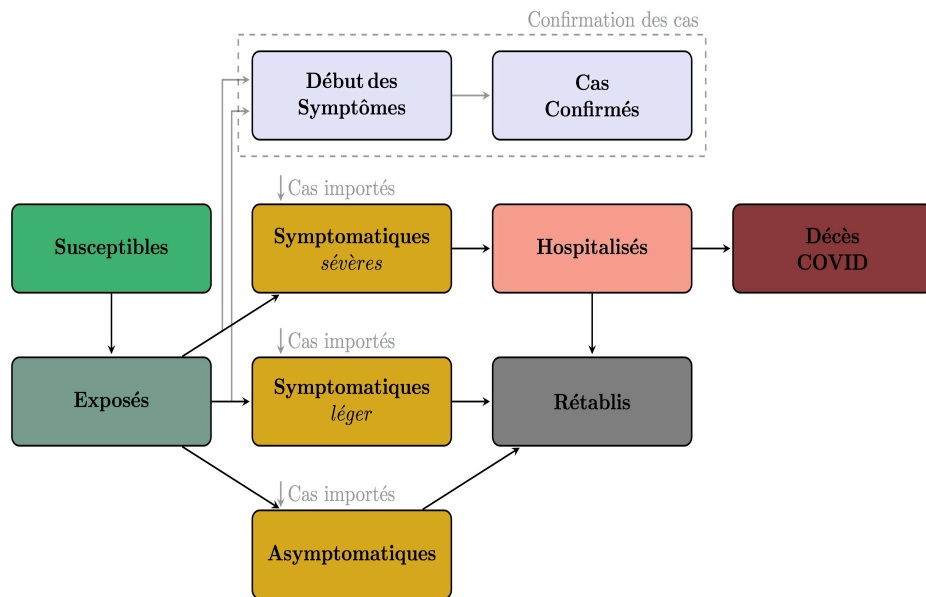 Confirmation des cas
Début des
Symptômes
Cas
Confirmés
Cas importés
Susceptibles
Symptomatiques
sévères
Hospitalisés
Décès
COVID
Cas importés
Exposés
Symptomatiques
léger
Rétablis
Cas importés
Asymptomatiques